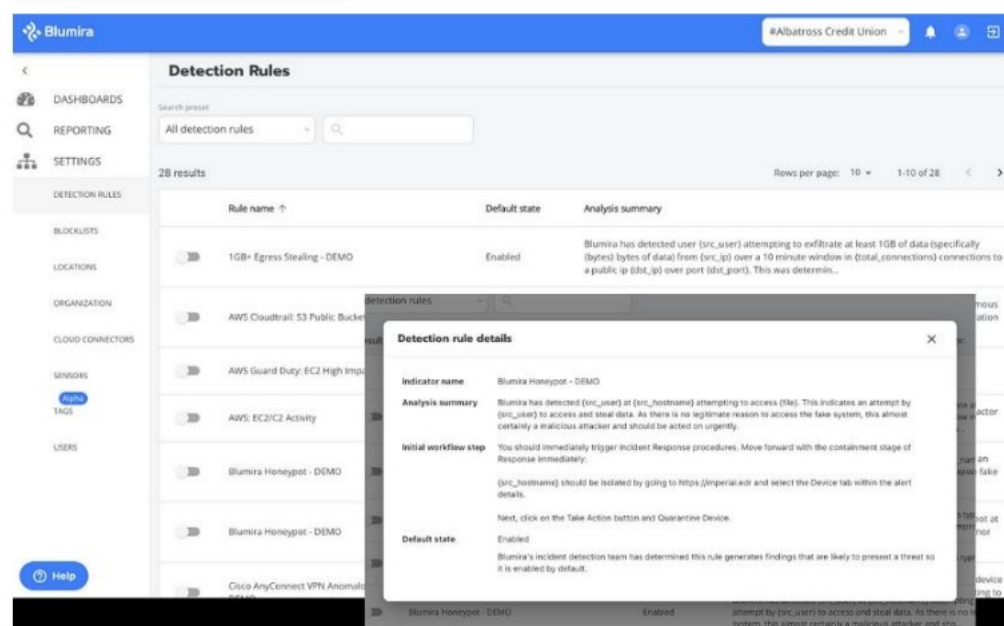 Blumira
#Albatross Credit Union
Detection Rules
DASHBOARDS
REPORTING
SETTINGS
DETECTION RULES
BLOCKLISTS
LOCATIONS
ORGANIZATION
CLOUD CONNECTORS
SENSORS
Alpha
TAGS
USERS
Help
Search preset
All detection rules
28 results
Rows per page: 10
1-10 of 28
Rule name ↑ Default state Analysis summary
1GB+ Egress Stealing - DEMO Enabled
Blumira has detected user {src_user} attempting to exfiltrate at least 1GB of data (specifically
{bytes} bytes of data) from {src_ip} over a 10 minute window in {total_connections} connections to
a public ip {dst_ip} over port {dst_port}. This was determin...
AWS Cloudtrail: S3 Public Bucket
AWS Guard Duty: EC2 High Impa
AWS: EC2/C2 Activity
Blumira Honeypot - DEMO
Blumira Honeypot - DEMO
Cisco AnyConnect VPN Anomalo
DEMO
detection rules
Detection rule details
Indicator name Blumira Honeypot - DEMO
Analysis summary Blumira has detected {src_user} at {src_hostname} attempting to access {file}. This indicates an attempt by
{src_user} to access and steal data. As there is no legitimate reason to access the fake system, this almost
certainly a malicious attacker and should be acted on urgently.
Initial workflow step You should immediately trigger Incident Response procedures. Move forward with the containment stage of
Response immediately:
{src_hostname} should be isolated by going to https://imperial.edr and select the Device tab within the alert
details.
Next, click on the Take Action button and Quarantine Device.
Default state Enabled
Blumira's incident detection team has determined this rule generates findings that are likely to present a threat so
it is enabled by default.
Blumira Honeypot - DEMO Enabled
attempt by {src_user} to access and steal data. As there is no le
system, this almost certainly a malicious attacker and sho